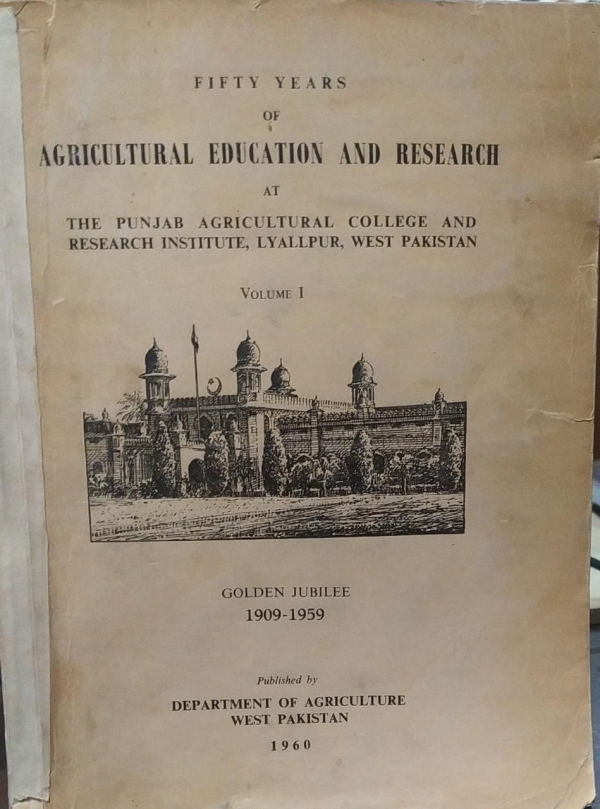 FIFTY YEARS
OF
AGRICULTURAL EDUCATION AND RESEARCH
AT
THE PUNJAB AGRICULTURAL COLLEGE AND
RESEARCH INSTITUTE, LYALLPUR, WEST PAKISTAN
VOLUME I
GOLDEN JUBILEE
1909-1959
Published by
DEPARTMENT OF AGRICULTURE
WEST PAKISTAN
1960